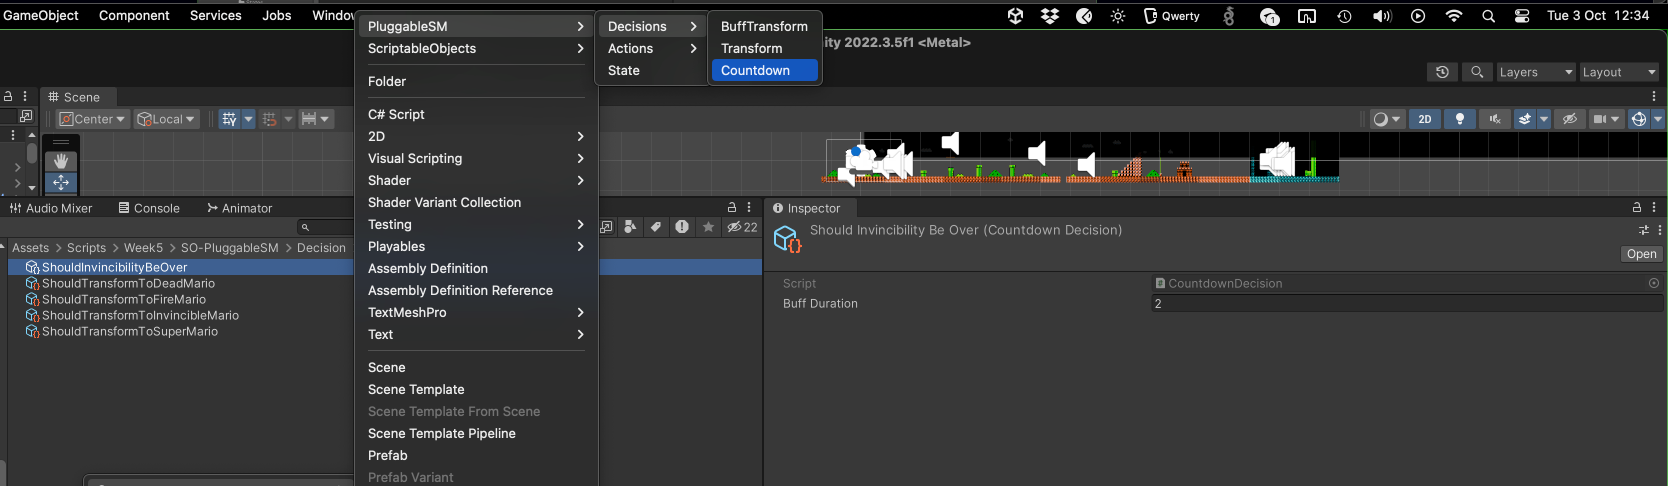 GameObject Component Services Jobs Window
Qwerty
1
Tue 3 Oct 12:34
PluggableSM
ScriptableObjects
Folder
C# Script
2D
Visual Scripting
Shader
Shader Variant Collection
Testing
Playables
Assembly Definition
Assembly Definition Reference
TextMeshPro
Text
Scene
Scene Template
Scene Template From Scene
Scene Template Pipeline
Prefab
Prefab Variant
Decisions
Actions
State
BuffTransform
Transform
Countdown
ity 2022.3.5f1 <Metal>
Layers Layout
Scene
Center Local
2D
Audio Mixer Console Animator
22
Assets > Scripts > Week5 > SO-PluggableSM > Decision
ShouldInvincibilityBeOver
ShouldTransformToDeadMario
ShouldTransformToFireMario
ShouldTransformToInvincibleMario
ShouldTransformToSuperMario
Inspector
Should Invincibility Be Over (Countdown Decision)
Open
Script CountdownDecision
Buff Duration 2